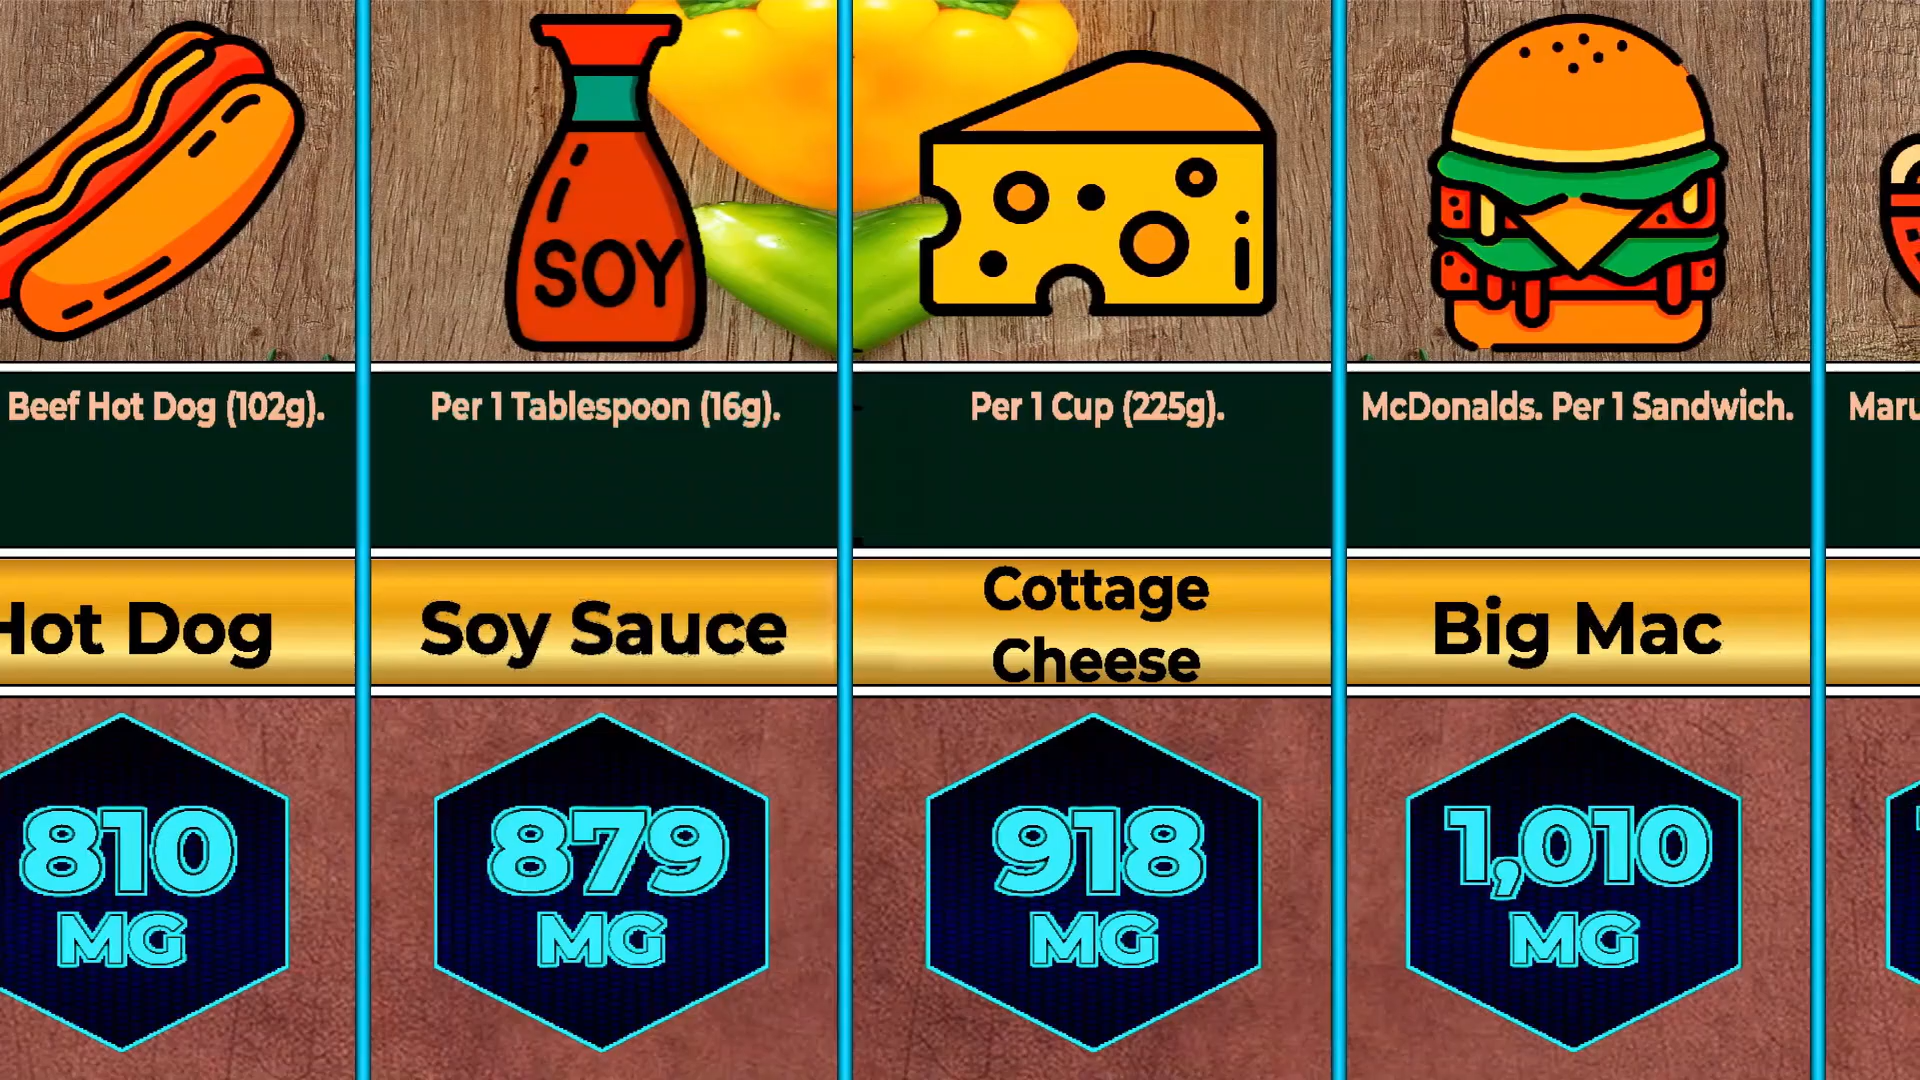 Beef Hot Dog (102g).
Hot Dog
810
MG
SOY
Per 1 Tablespoon (16g).
Soy Sauce
879
MG
Per 1 Cup (225g).
Cottage
Cheese
918
MG
McDonalds. Per 1 Sandwich.
Big Mac
1,010
MG